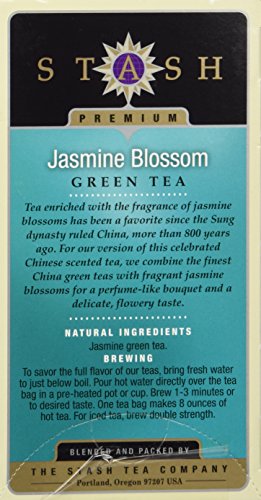 STASH
PREMIUM
Jasmine Blossom
GREEN TEA
Tea enriched with the fragrance of jasmine
blossoms has been a favorite since the Sung
dynasty ruled China, more than 800 years
ago. For our version of this celebrated
Chinese scented tea, we combine the finest
China green teas with fragrant jasmine
blossoms for a perfume-like bouquet and a
delicate, flowery taste.
NATURAL INGREDIENTS
Jasmine green tea.
BREWING
To savor the full flavor of our teas, bring fresh water
to just below boil. Pour hot water directly over the tea
bag in a pre-heated pot or cup. Brew 1-3 minutes or
to desired taste. One tea bag makes 8 ounces of
hot tea. For iced tea, brew double strength.
BLENDED AND PACKED BY
THE STASH TEA COMPANY
Portland, Oregon 97207 USA